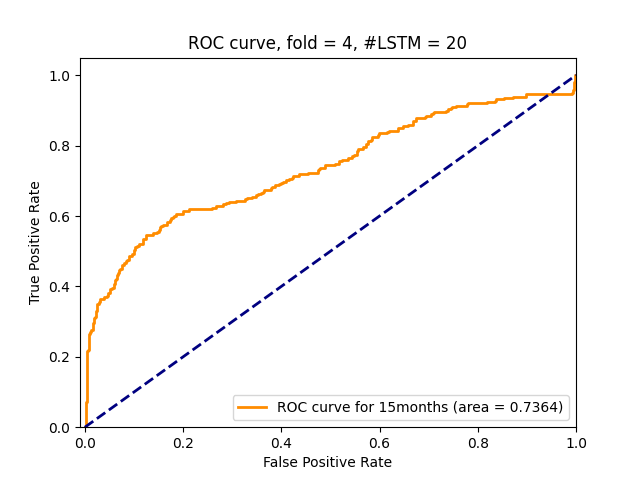 ROC curve, fold = 4, #LSTM = 20
True Positive Rate
1.0
0.8
0.6
0.4
0.2
0.0
ROC curve for 15months (area = 0.7364)
0.0 0.2 0.4 0.6 0.8 1.0
False Positive Rate